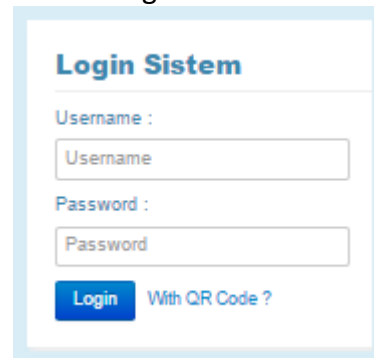 Login Sistem
Username :
Username
Password :
Password
Login With QR Code ?